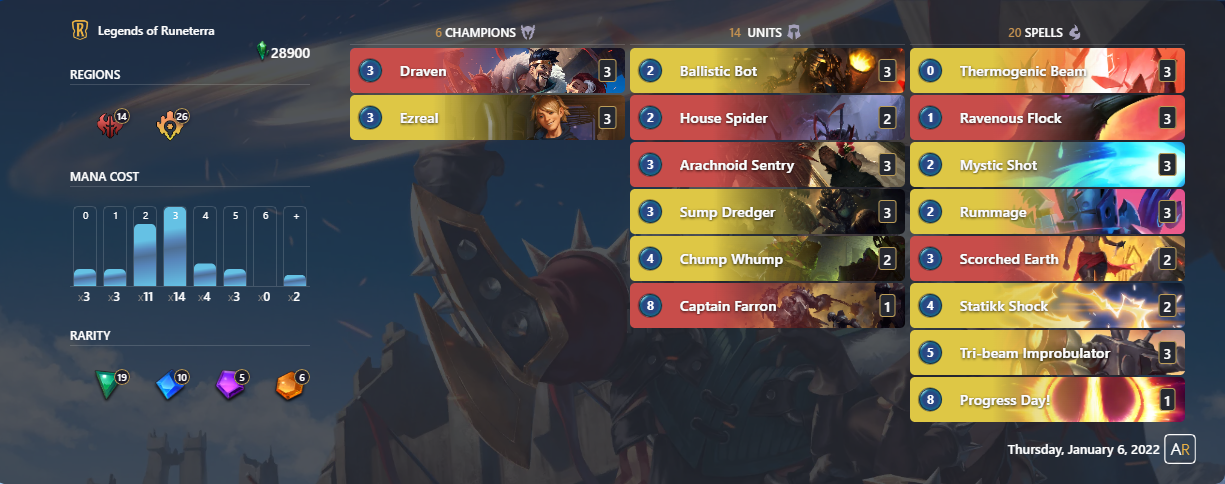 Legends of Runeterra
28900
REGIONS
14
26
MANA COST
0 1 2 3 4 5 6 +
x3 x3 x11 x14 x4 x3 x0 x2
RARITY
19
10
5
6
6 CHAMPIONS
3 Draven 3
3 Ezreal 3
14 UNITS
2 Ballistic Bot 3
2 House Spider 2
3 Arachnoid Sentry 3
3 Sump Dredger 3
4 Chump Whump 2
8 Captain Farron 1
20 SPELLS
0 Thermogenic Beam 3
1 Ravenous Flock 3
2 Mystic Shot 3
2 Rummage 3
3 Scorched Earth 2
4 Statikk Shock 2
5 Tri-beam Improbulator 3
8 Progress Day! 1
Thursday, January 6, 2022 AR